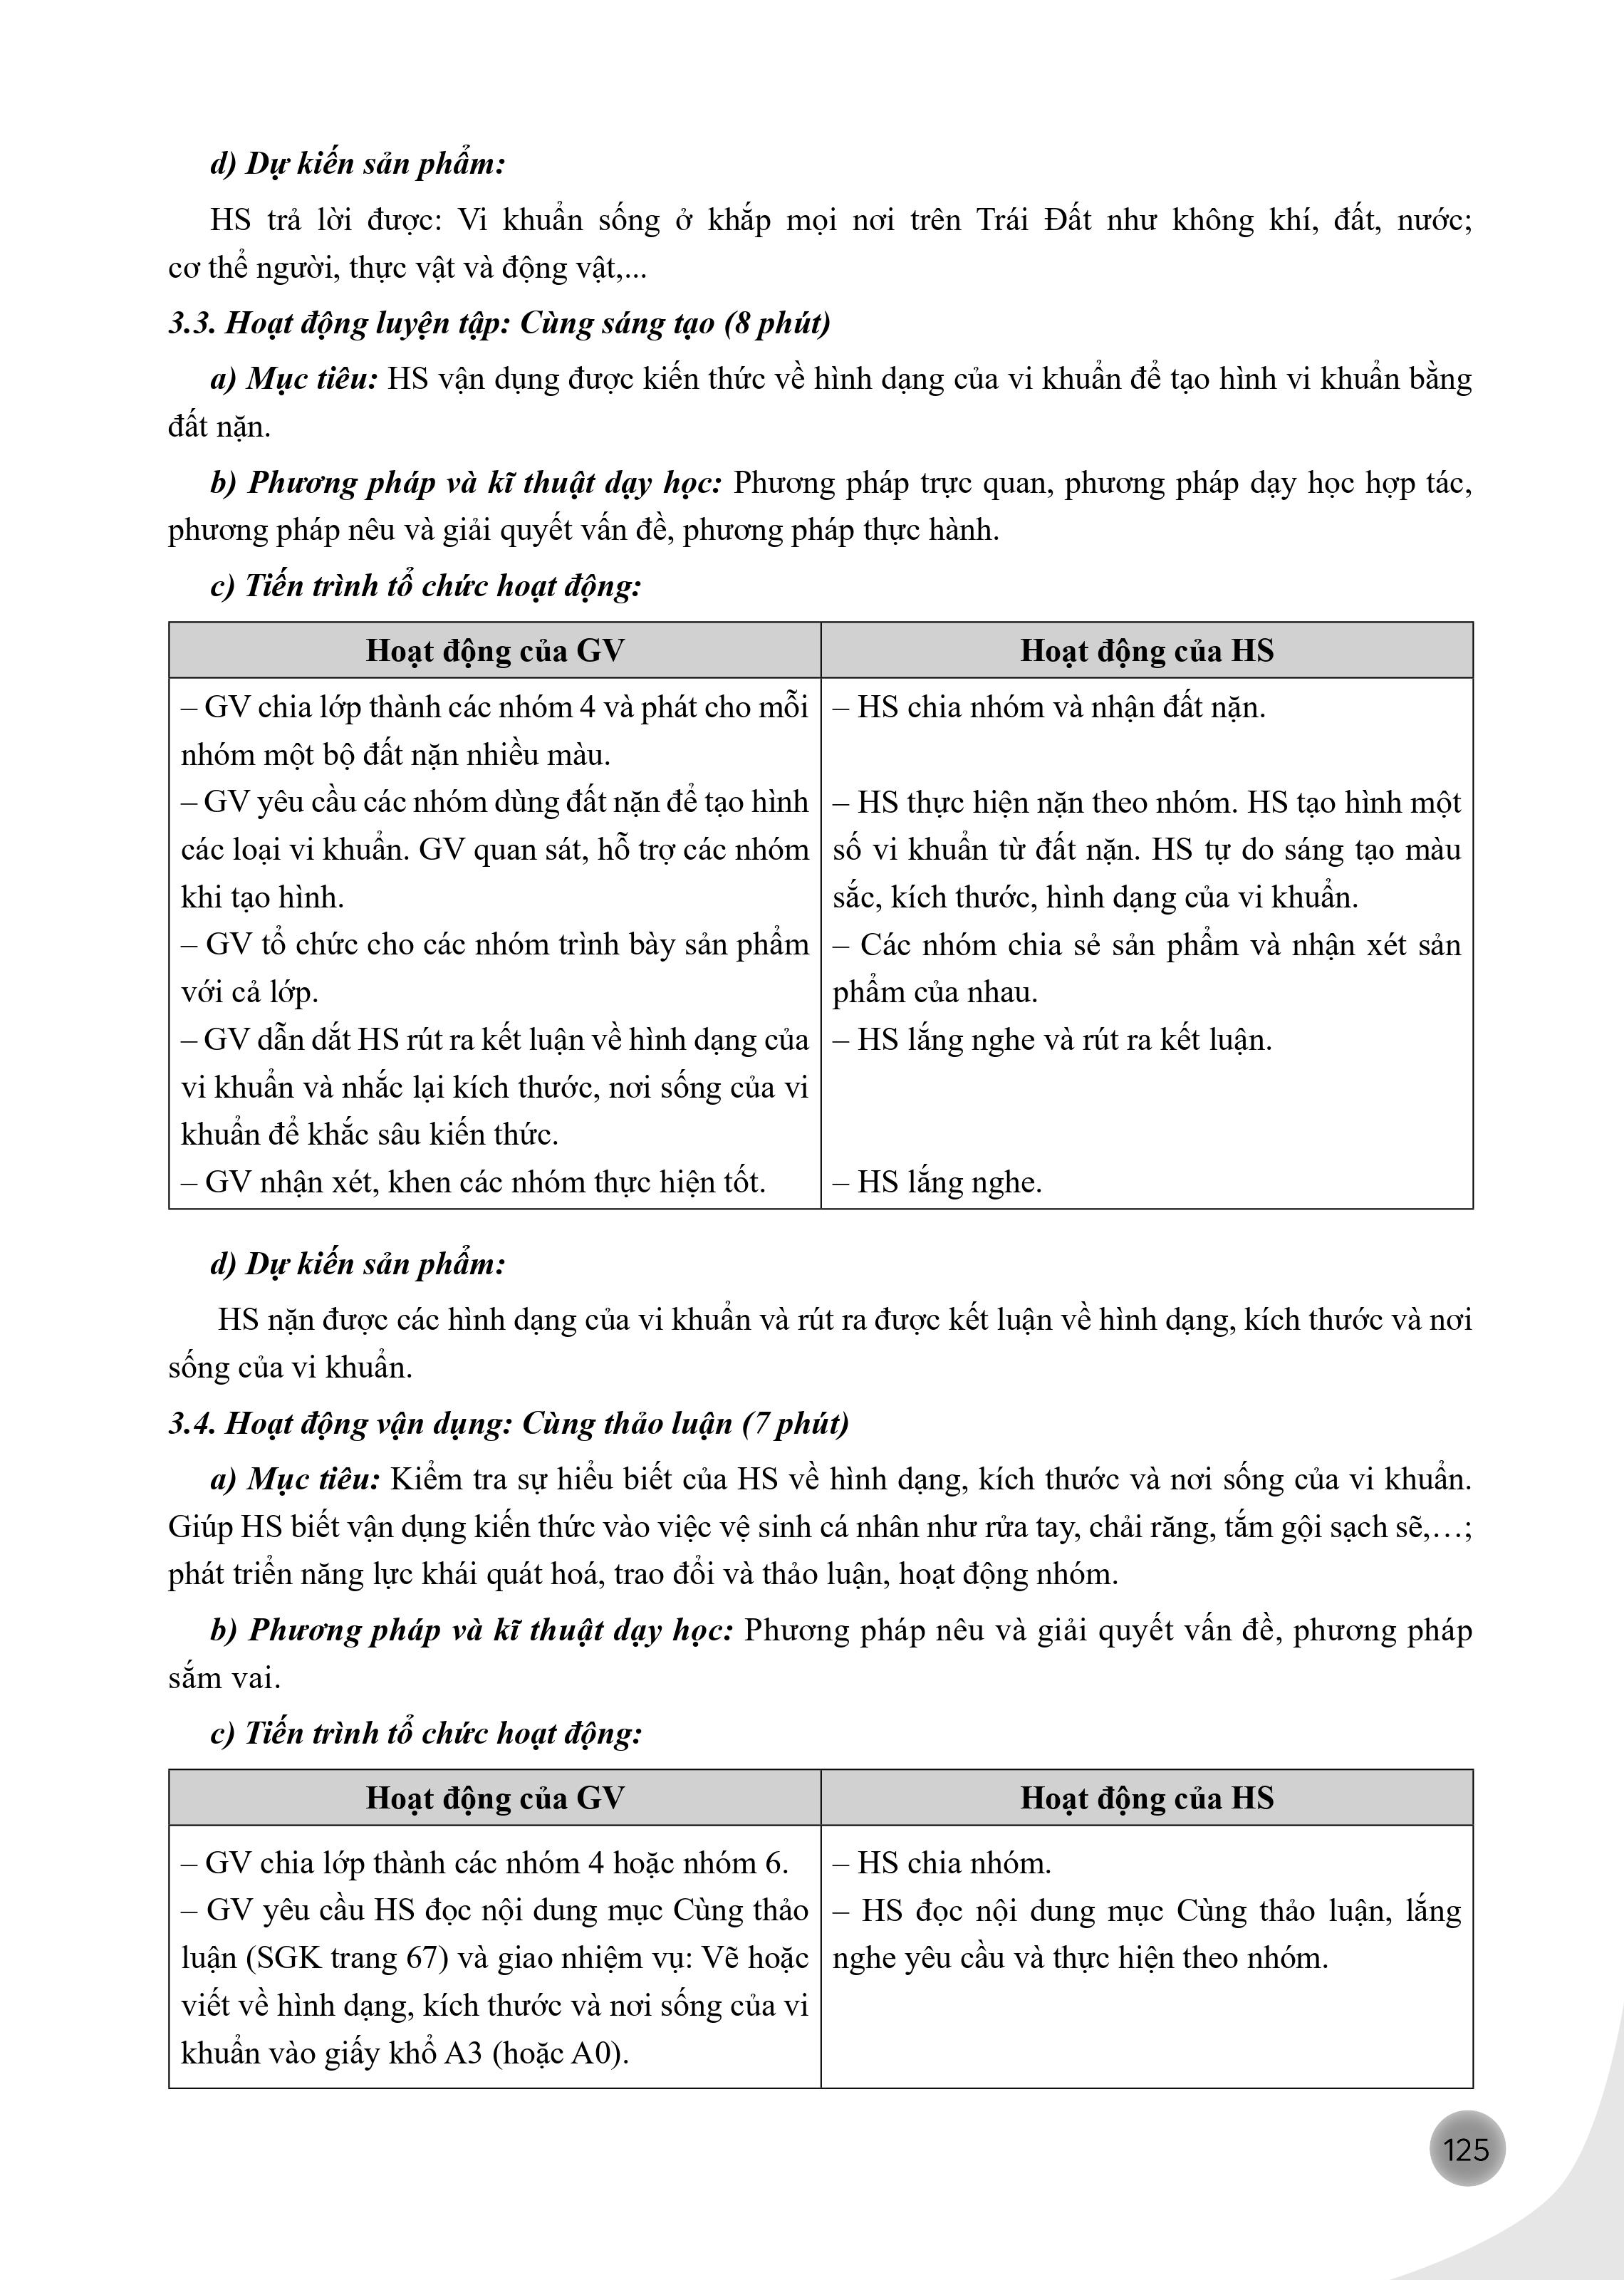 d) Dự kiến sản phẩm:
HS trả lời được: Vi khuẩn sống ở khắp mọi nơi trên Trái Đất như không khí, đất, nước;
cơ thể người, thực vật và động vật,...
3.3. Hoạt động luyện tập: Cùng sáng tạo (8 phút)
a) Mục tiêu: HS vận dụng được kiến thức về hình dạng của vi khuẩn để tạo hình vi khuẩn bằng
đất nặn.
b) Phương pháp và kĩ thuật dạy học: Phương pháp trực quan, phương pháp dạy học hợp tác,
phương pháp nêu và giải quyết vấn đề, phương pháp thực hành.
c) Tiến trình tổ chức hoạt động:
Hoạt động của GV
– GV chia lớp thành các nhóm 4 và phát cho mỗi
nhóm một bộ đất nặn nhiều màu.
– GV yêu cầu các nhóm dùng đất nặn để tạo hình
các loại vi khuẩn. GV quan sát, hỗ trợ các nhóm
khi tạo hình.
– GV tổ chức cho các nhóm trình bày sản phẩm
với cả lớp.
– GV dẫn dắt HS rút ra kết luận về hình dạng của
vi khuẩn và nhắc lại kích thước, nơi sống của vi
khuẩn để khắc sâu kiến thức.
– GV nhận xét, khen các nhóm thực hiện tốt.
Hoạt động của HS
– HS chia nhóm và nhận đất nặn.
– HS thực hiện nặn theo nhóm. HS tạo hình một
số vi khuẩn từ đất nặn. HS tự do sáng tạo màu
sắc, kích thước, hình dạng của vi khuẩn.
– Các nhóm chia sẻ sản phẩm và nhận xét sản
phẩm của nhau.
– HS lắng nghe và rút ra kết luận.
– HS lắng nghe.
d) Dự kiến sản phẩm:
HS nặn được các hình dạng của vi khuẩn và rút ra được kết luận về hình dạng, kích thước và nơi
sống của vi khuẩn.
3.4. Hoạt động vận dụng: Cùng thảo luận (7 phút)
a) Mục tiêu: Kiểm tra sự hiểu biết của HS về hình dạng, kích thước và nơi sống của vi khuẩn.
Giúp HS biết vận dụng kiến thức vào việc vệ sinh cá nhân như rửa tay, chải răng, tắm gội sạch sẽ,…;
phát triển năng lực khái quát hoá, trao đổi và thảo luận, hoạt động nhóm.
b) Phương pháp và kĩ thuật dạy học: Phương pháp nêu và giải quyết vấn đề, phương pháp
sắm vai.
c) Tiến trình tổ chức hoạt động:
Hoạt động của GV
– GV chia lớp thành các nhóm 4 hoặc nhóm 6.
– GV yêu cầu HS đọc nội dung mục Cùng thảo
luận (SGK trang 67) và giao nhiệm vụ: Vẽ hoặc
viết về hình dạng, kích thước và nơi sống của vi
khuẩn vào giấy khổ A3 (hoặc A0).
Hoạt động của HS
– HS chia nhóm.
– HS đọc nội dung mục Cùng thảo luận, lắng
nghe yêu cầu và thực hiện theo nhóm.
125